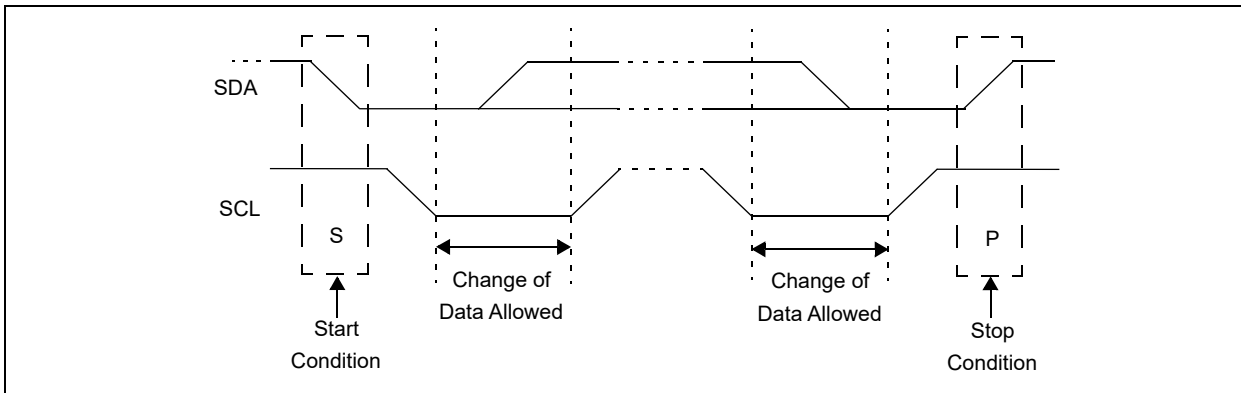 SDA
SCL
S
P
Change of
Data Allowed
Change of
Data Allowed
Start
Condition
Stop
Condition